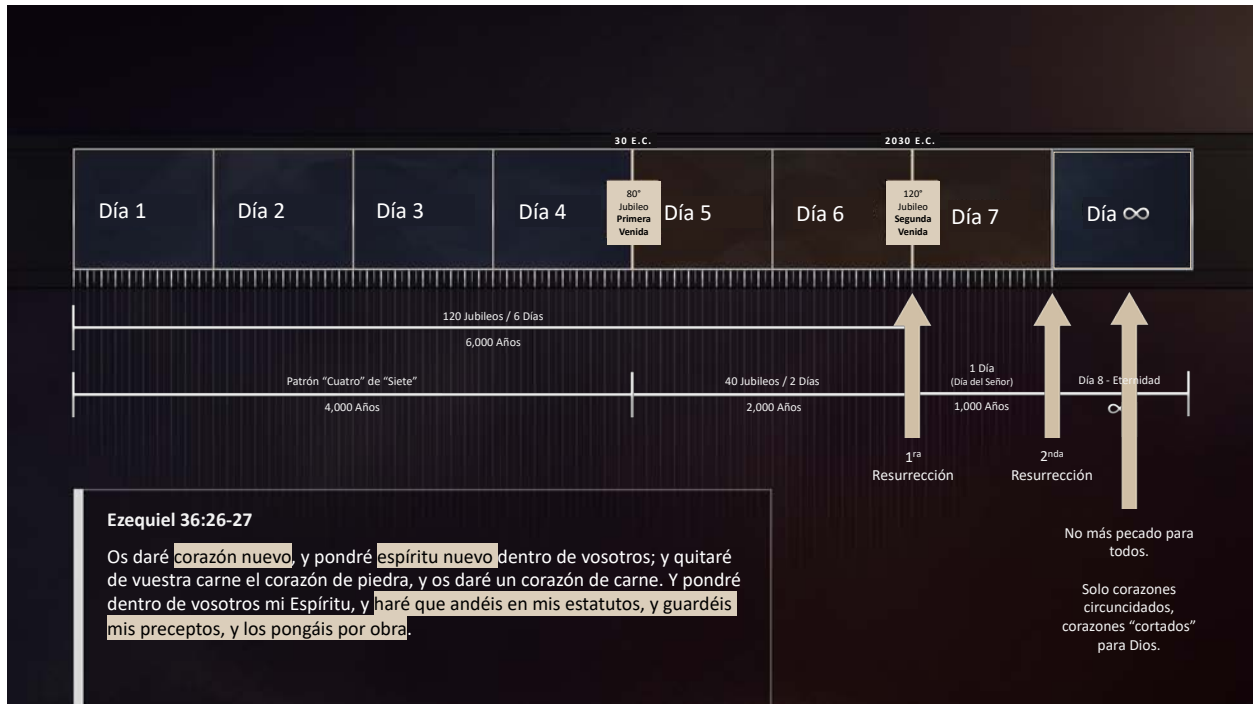 30 E.C.
2030 E.C.
Día 1
Día 2
Día 3
Día 4
80°
Jubileo
Primera
Venida
Día 5
Día 6
120°
Jubileo
Segunda
Venida
Día 7
Día ∞
120 Jubileos / 6 Días
6,000 Años
Patrón “Cuatro” de “Siete”
4,000 Años
40 Jubileos / 2 Días
2,000 Años
1 Día
(Día del Señor)
1,000 Años
Día 8 - Eternidad
∞
1ra
Resurrección
2nda
Resurrección
No más pecado para
todos.
Solo corazones
circuncidados,
corazones “cortados”
para Dios.
Ezequiel 36:26-27
Os daré corazón nuevo, y pondré espíritu nuevo dentro de vosotros; y quitaré
de vuestra carne el corazón de piedra, y os daré un corazón de carne. Y pondré
dentro de vosotros mi Espíritu, y haré que andéis en mis estatutos, y guardéis
mis preceptos, y los pongáis por obra.